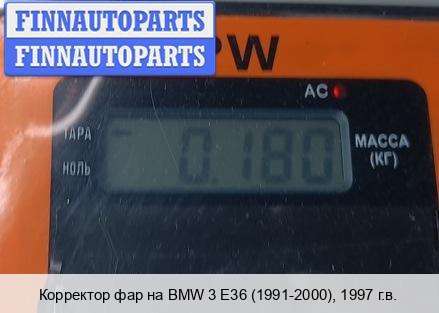 FINNAUTOPARTS
FINNAUTOPARTS
PW
AC
ТАРА
НОЛЬ
0.180
МАССА
(КГ)
Корректор фар на BMW 3 E36 (1991-2000), 1997 г.в.